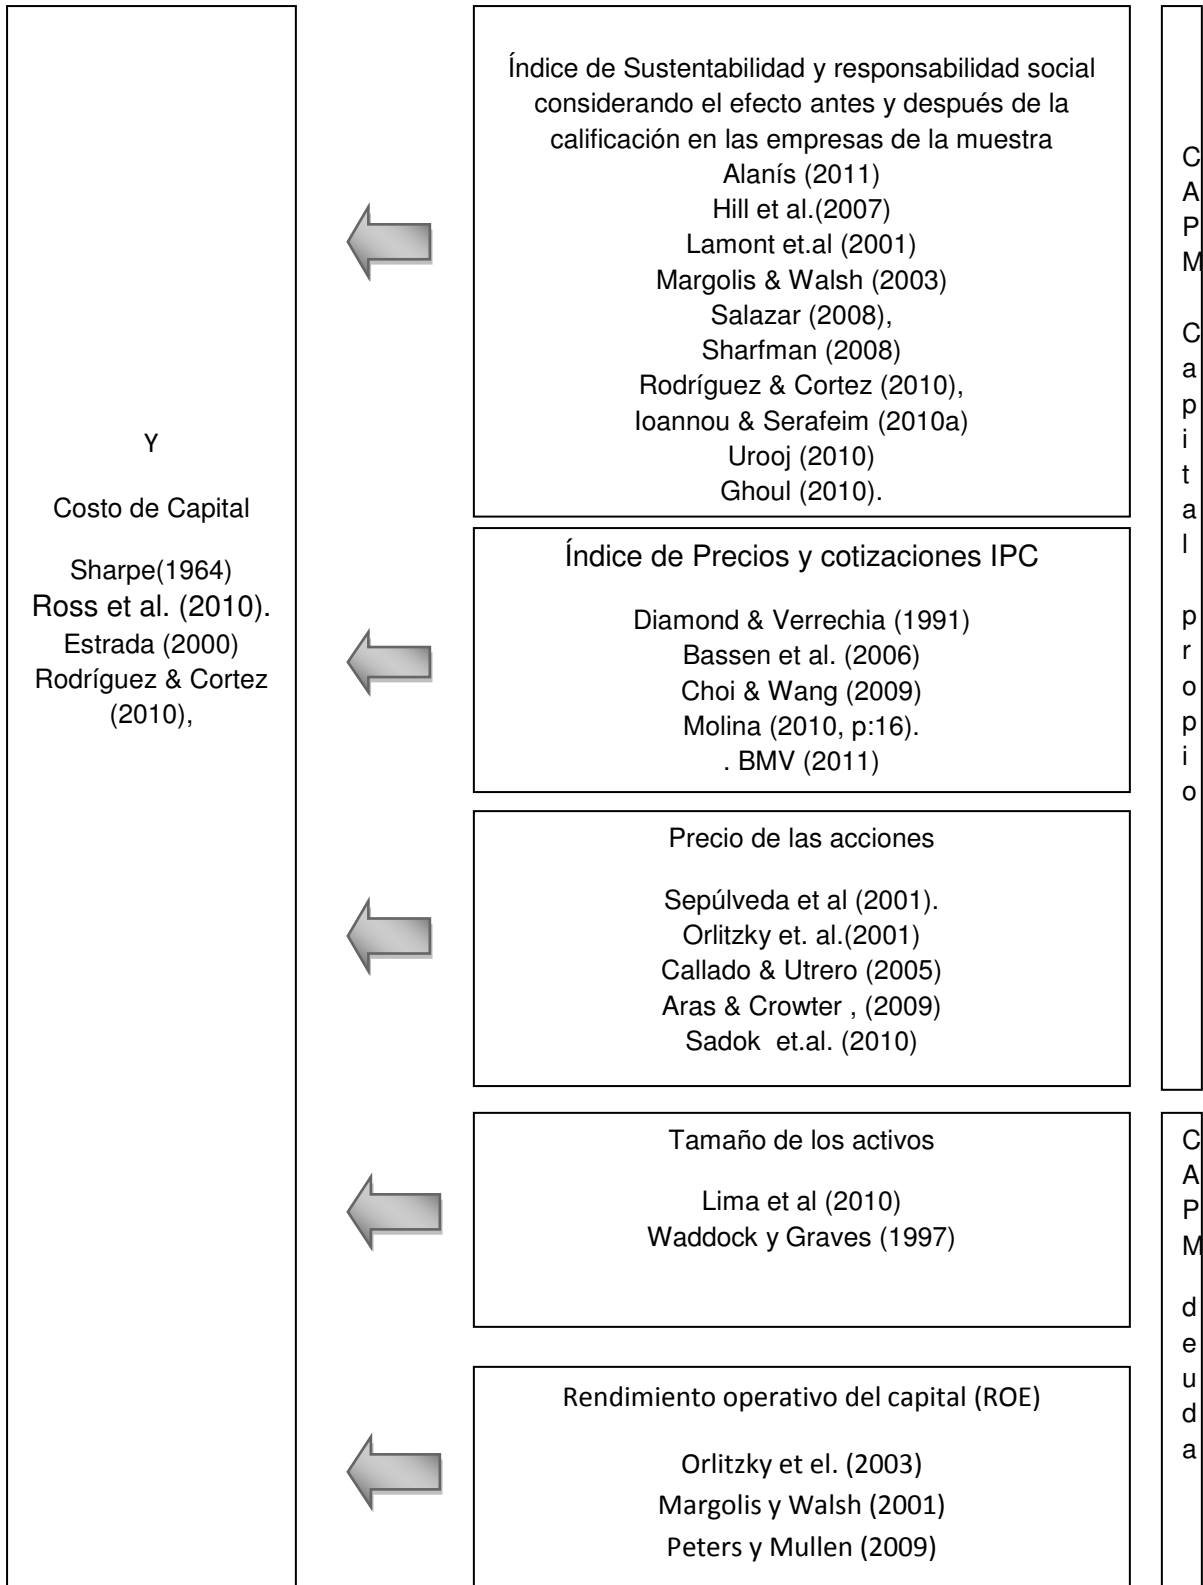 Y
Costo de Capital
Sharpe(1964)
Ross et al. (2010).
Estrada (2000)
Rodríguez & Cortez
(2010),
Índice de Sustentabilidad y responsabilidad social
considerando el efecto antes y después de la
calificación en las empresas de la muestra
Alanís (2011)
Hill et al.(2007)
Lamont et.al (2001)
Margolis & Walsh (2003)
Salazar (2008),
Sharfman (2008)
Rodríguez & Cortez (2010),
Ioannou & Serafeim (2010a)
Urooj (2010)
Ghoul (2010).
Índice de Precios y cotizaciones IPC
Diamond & Verrechia (1991)
Bassen et al. (2006)
Choi & Wang (2009)
Molina (2010, p:16).
. BMV (2011)
Precio de las acciones
Sepúlveda et al (2001).
Orlitzky et. al.(2001)
Callado & Utrero (2005)
Aras & Crowter , (2009)
Sadok et.al. (2010)
Tamaño de los activos
Lima et al (2010)
Waddock y Graves (1997)
Rendimiento operativo del capital (ROE)
Orlitzky et el. (2003)
Margolis y Walsh (2001)
Peters y Mullen (2009)
CAPM Capital propio
CAPM deuda